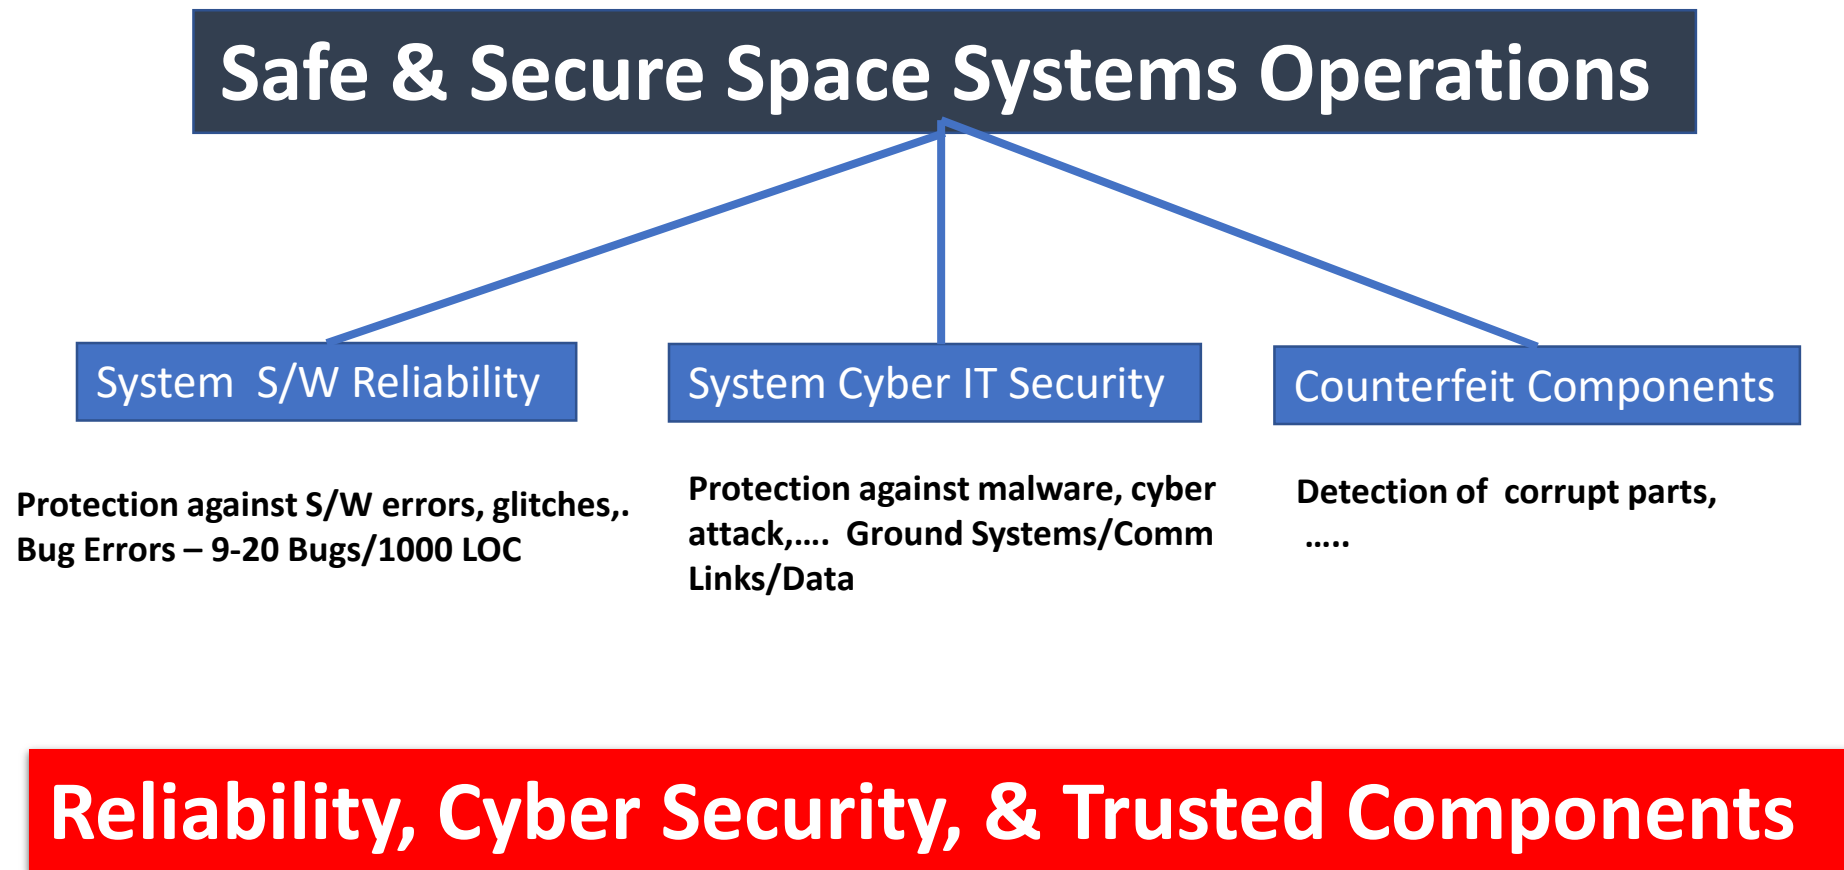 Safe & Secure Space Systems Operations
System  S/W Reliability
System Cyber IT Security
Counterfeit Components
Protection against S/W errors, glitches,.
Bug Errors – 9-20 Bugs/1000 LOC
Protection against malware, cyber
attack,….  Ground Systems/Comm
Links/Data
Detection of  corrupt parts,
…..
Reliability, Cyber Security, & Trusted Components